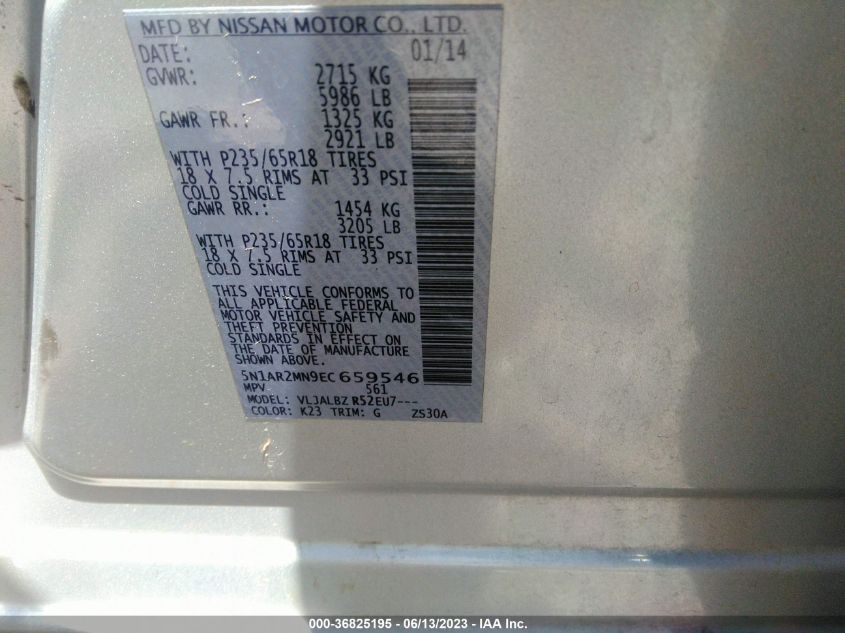 MFD BY NISSAN MOTOR CO., LTD.
DATE: 01/14
GVWR: 2715 KG
5986 LB
GAWR FR.: 1325 KG
2921 LB
WITH P235/65R18 TIRES
18 X 7.5 RIMS AT 33 PSI
COLD SINGLE
GAWR RR.: 1454 KG
3205 LB
WITH P235/65R18 TIRES
18 X 7.5 RIMS AT 33 PSI
COLD SINGLE
THIS VEHICLE CONFORMS TO
ALL APPLICABLE FEDERAL
MOTOR VEHICLE SAFETY AND
THEFT PREVENTION
STANDARDS IN EFFECT ON
THE DATE OF MANUFACTURE
SHOWN ABOVE.
5N1AR2MN9EC659546
MPV 561
MODEL: VLJALBZ R52EU7---
COLOR: K23 TRIM: G ZS30A
000-36825195 - 06/13/2023 - IAA Inc.